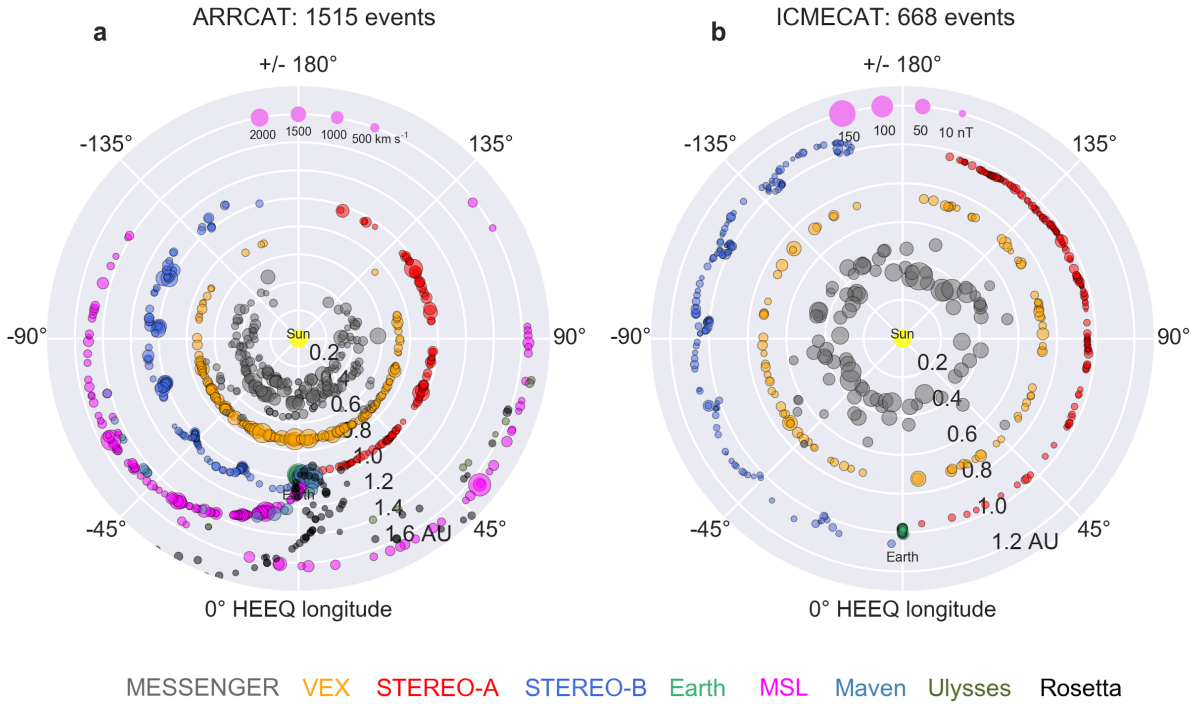 ARRCAT: 1515 events
ICMECAT: 668 events
a
b
+/- 180°
+/- 180°
2000 1500 1000 500 km s⁻¹
150 100 50 10 nT
-135° 135°
-135° 135°
-90° 90°
-90° 90°
Sun
Sun
0.2
0.4
0.6
0.8
1.0
1.2
1.4
1.6 AU
0.2
0.4
0.6
0.8
1.0
1.2 AU
Earth
Earth
-45° 45°
-45° 45°
0° HEEQ longitude
0° HEEQ longitude
MESSENGER VEX STEREO-A STEREO-B Earth MSL Maven Ulysses Rosetta